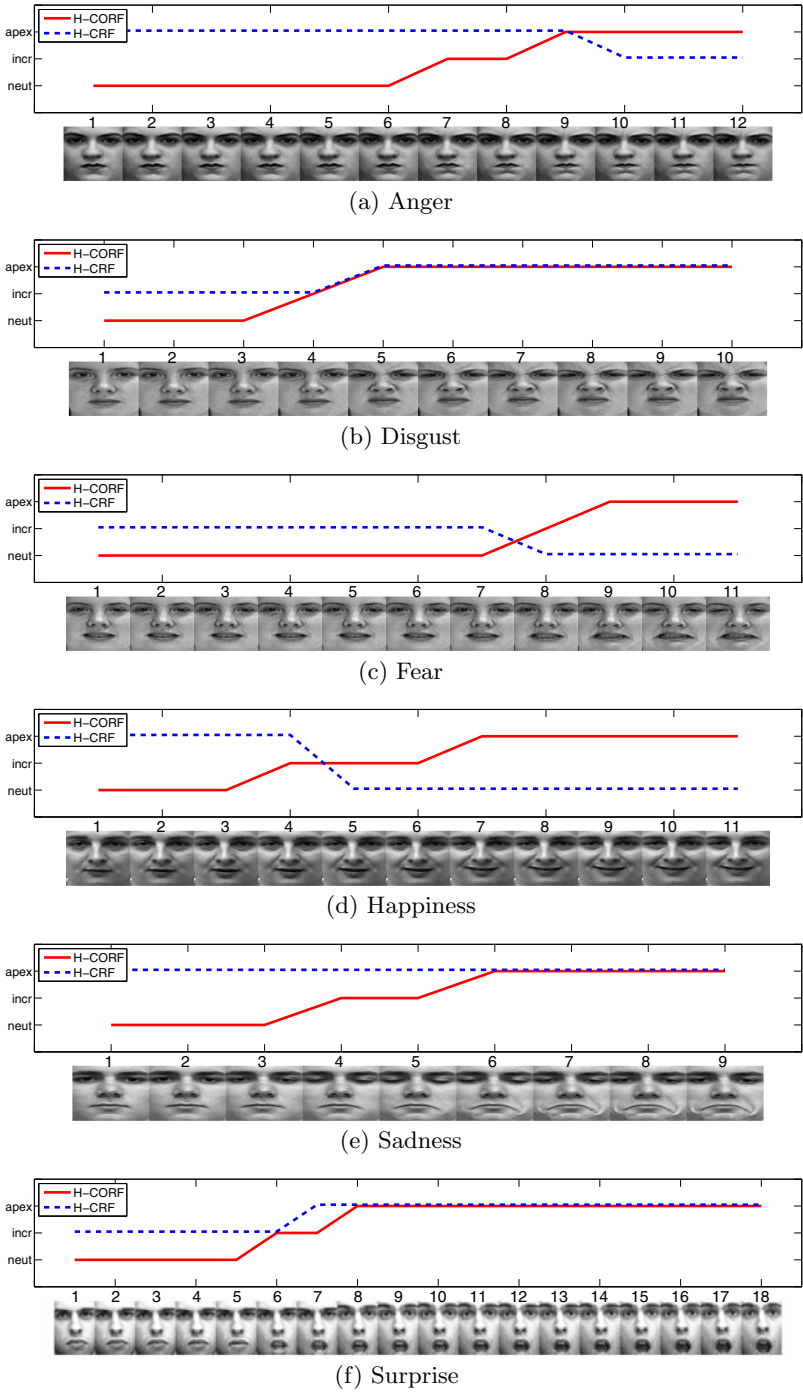 H-CORF
H-CRF
apex
incr
neut
1 2 3 4 5 6 7 8 9 10 11 12
(a) Anger
H-CORF
H-CRF
apex
incr
neut
1 2 3 4 5 6 7 8 9 10
(b) Disgust
H-CORF
H-CRF
apex
incr
neut
1 2 3 4 5 6 7 8 9 10 11
(c) Fear
H-CORF
H-CRF
apex
incr
neut
1 2 3 4 5 6 7 8 9 10 11
(d) Happiness
H-CORF
H-CRF
apex
incr
neut
1 2 3 4 5 6 7 8 9
(e) Sadness
H-CORF
H-CRF
apex
incr
neut
1 2 3 4 5 6 7 8 9 10 11 12 13 14 15 16 17 18
(f) Surprise